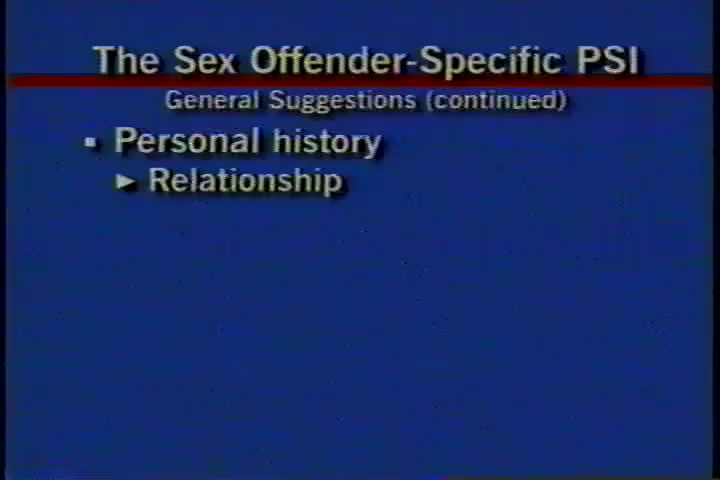 The Sex Offender-Specific PSI
General Suggestions (continued)
▪ Personal history
► Relationship